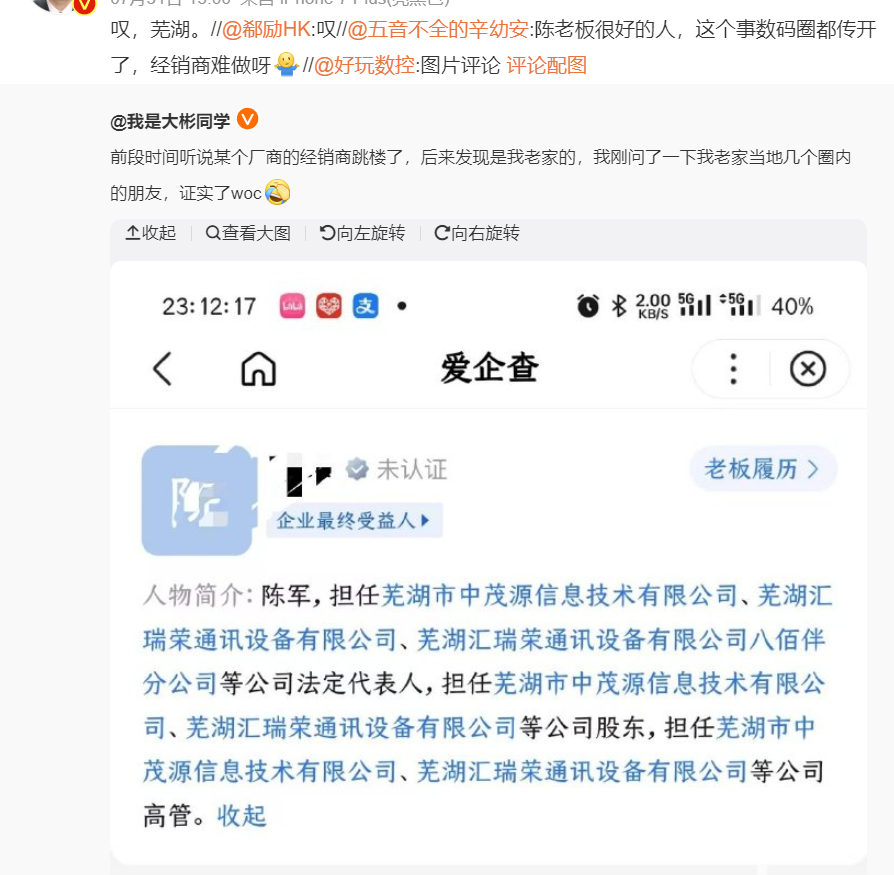 叹，芜湖。//@郗励HK:叹//@五音不全的辛幼安:陈老板很好的人，这个事数码圈都传开
了，经销商难做呀//@好玩数控:图片评论 评论配图
@我是大彬同学
前段时间听说某个厂商的经销商跳楼了，后来发现是我老家的，我刚问了一下我老家当地几个圈内
的朋友，证实了woc
收起 查看大图 向左旋转 向右旋转
23:12:17 LaLa 支 2.00 KB/S 5G 5G 40%
爱企查
未认证 老板履历
企业最终受益人
人物简介：陈军，担任芜湖市中茂源信息技术有限公司、芜湖汇
瑞荣通讯设备有限公司、芜湖汇瑞荣通讯设备有限公司八佰伴
分公司等公司法定代表人，担任芜湖市中茂源信息技术有限公
司、芜湖汇瑞荣通讯设备有限公司等公司股东，担任芜湖市中
茂源信息技术有限公司、芜湖汇瑞荣通讯设备有限公司等公司
高管。收起